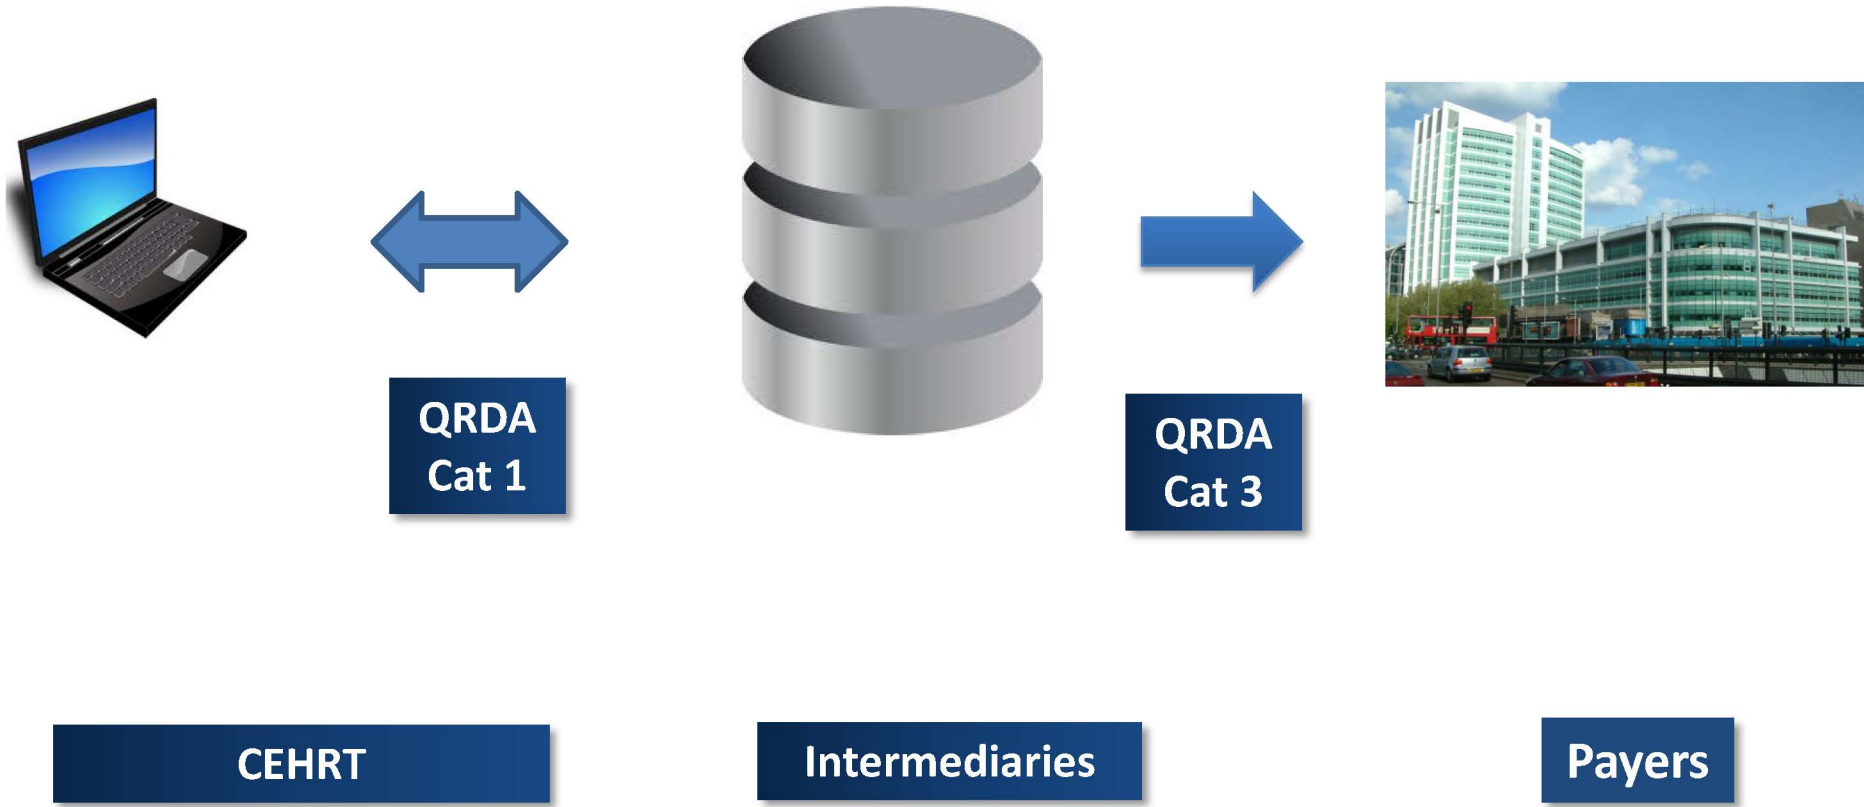 QRDA
Cat 1
QRDA
Cat 3
CEHRT
Intermediaries
Payers